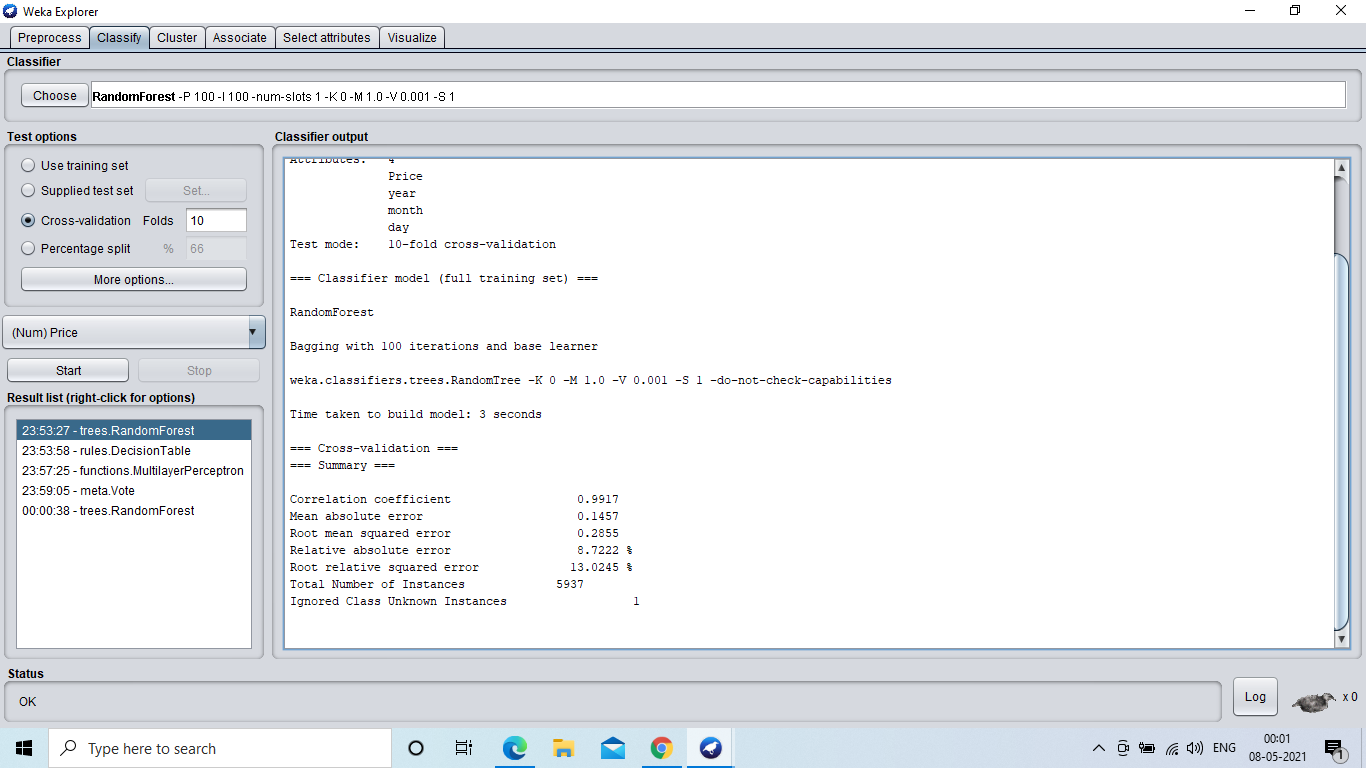 Weka Explorer
Preprocess Classify Cluster Associate Select attributes Visualize
Classifier
Choose RandomForest -P 100 -I 100 -num-slots 1 -K 0 -M 1.0 -V 0.001 -S 1
Test options
Use training set
Supplied test set Set...
Cross-validation Folds 10
Percentage split % 66
More options...
(Num) Price
Start Stop
Result list (right-click for options)
23:53:27 - trees.RandomForest
23:53:58 - rules.DecisionTable
23:57:25 - functions.MultilayerPerceptron
23:59:05 - meta.Vote
00:00:38 - trees.RandomForest
Classifier output
Attributes: 4
Price
year
month
day
Test mode: 10-fold cross-validation
=== Classifier model (full training set) ===
RandomForest
Bagging with 100 iterations and base learner
weka.classifiers.trees.RandomTree -K 0 -M 1.0 -V 0.001 -S 1 -do-not-check-capabilities
Time taken to build model: 3 seconds
=== Cross-validation ===
=== Summary ===
Correlation coefficient 0.9917
Mean absolute error 0.1457
Root mean squared error 0.2855
Relative absolute error 8.7222 %
Root relative squared error 13.0245 %
Total Number of Instances 5937
Ignored Class Unknown Instances 1
Status
OK
Log
x 0
Type here to search
ENG
00:01
08-05-2021
1